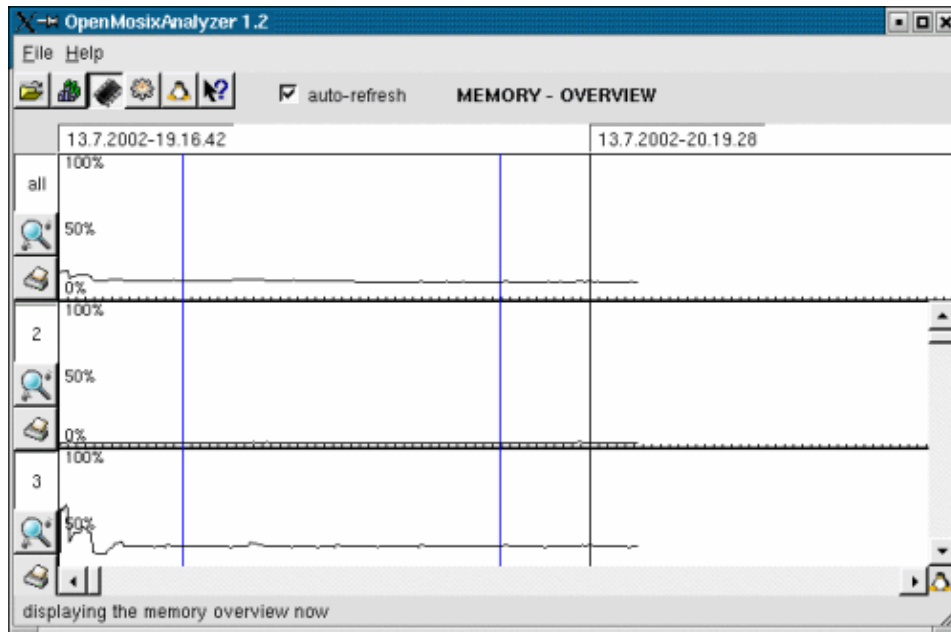 OpenMosixAnalyzer 1.2
File Help
auto-refresh MEMORY - OVERVIEW
13.7.2002-19.16.42 13.7.2002-20.19.28
all
100%
50%
0%
2
100%
50%
0%
3
100%
50%
displaying the memory overview now